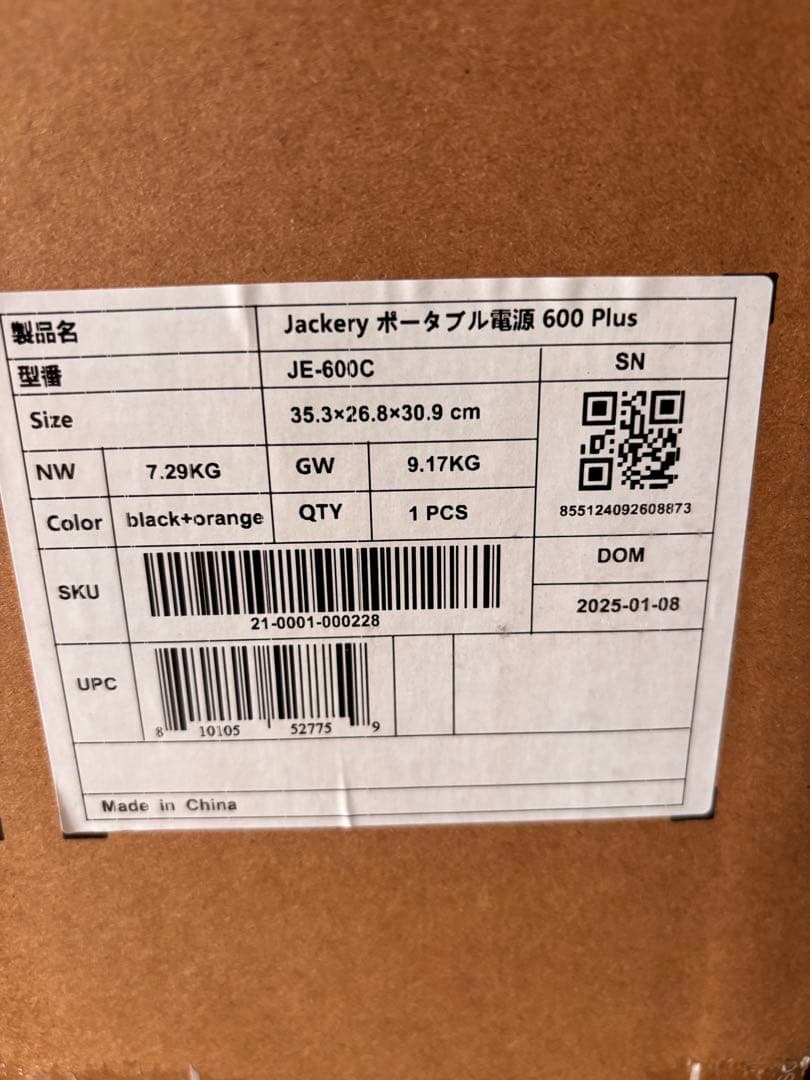 製品名 Jackery ポータブル電源 600 Plus
型番 JE-600C SN
Size 35.3×26.8×30.9 cm
NW 7.29KG GW 9.17KG
855124092608873
Color black+orange QTY 1 PCS
DOM
SKU
21-0001-000228
2025-01-08
UPC
8 10105 52775 9
Made in China